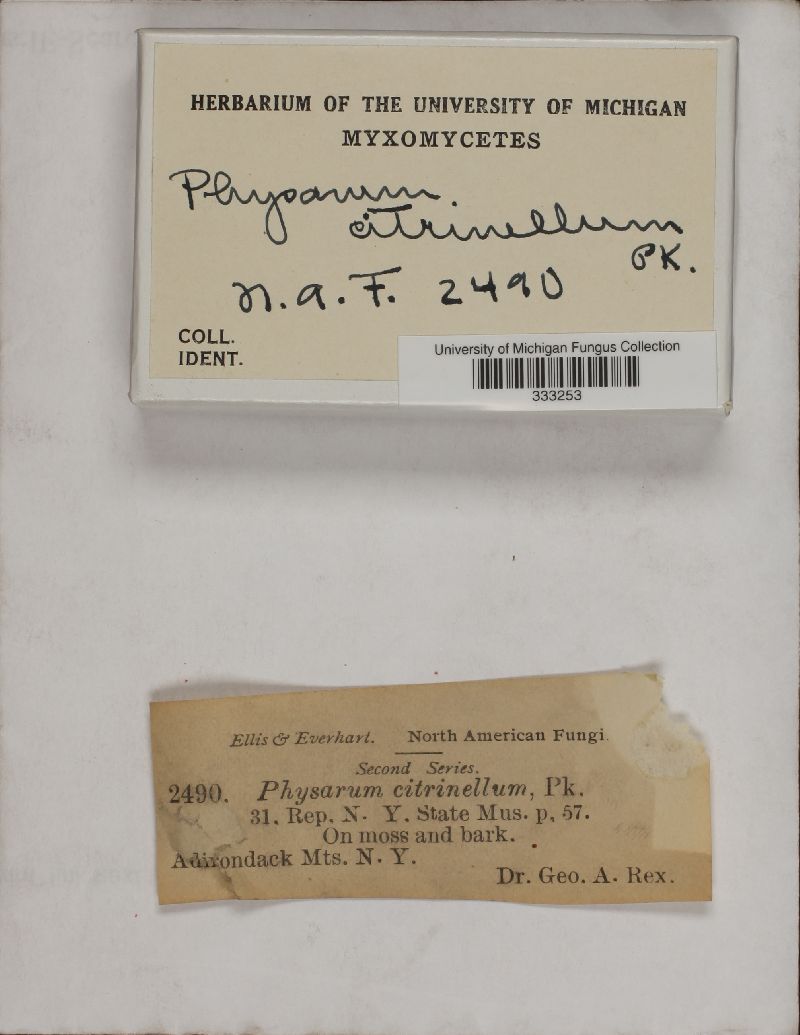 HERBARIUM OF THE UNIVERSITY OF MICHIGAN
MYXOMYCETES
Physarum
citrinellum
PK.
N.A.F. 2490
COLL.
IDENT.
University of Michigan Fungus Collection
333253
Ellis & Everhart. North American Fungi.
Second Series.
2490. Physarum citrinellum, Pk.
31. Rep. N. Y. State Mus. p, 57.
On moss and bark.
Adirondack Mts. N. Y.
Dr. Geo. A. Rex.